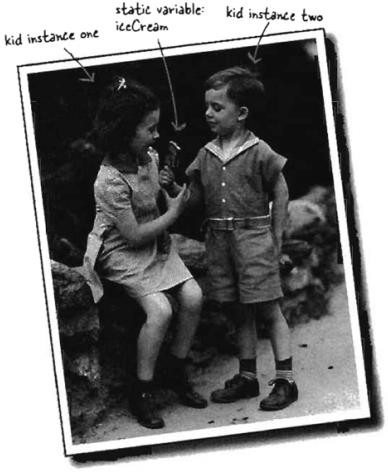 kid instance one
static variable:
iceCream
kid instance two